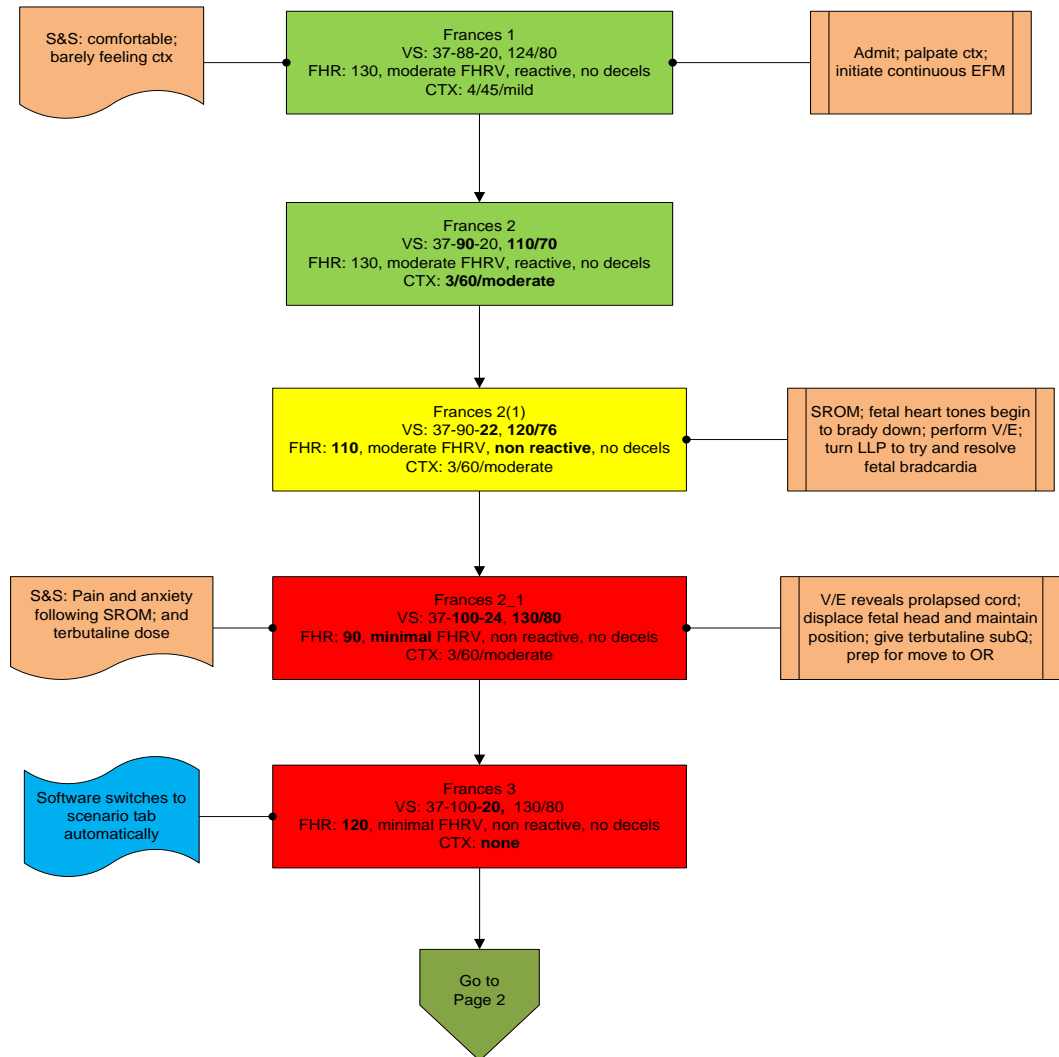 S&S: comfortable;
barely feeling ctx
Frances 1
VS: 37-88-20, 124/80
FHR: 130, moderate FHRV, reactive, no decels
CTX: 4/45/mild
Admit; palpate ctx;
initiate continuous EFM
Frances 2
VS: 37-90-20, 110/70
FHR: 130, moderate FHRV, reactive, no decels
CTX: 3/60/moderate
Frances 2(1)
VS: 37-90-22, 120/76
FHR: 110, moderate FHRV, non reactive, no decels
CTX: 3/60/moderate
SROM; fetal heart tones begin
to brady down; perform V/E;
turn LLP to try and resolve
fetal bradcardia
S&S: Pain and anxiety
following SROM; and
terbutaline dose
Frances 2_1
VS: 37-100-24, 130/80
FHR: 90, minimal FHRV, non reactive, no decels
CTX: 3/60/moderate
V/E reveals prolapsed cord;
displace fetal head and maintain
position; give terbutaline subQ;
prep for move to OR
Software switches to
scenario tab
automatically
Frances 3
VS: 37-100-20, 130/80
FHR: 120, minimal FHRV, non reactive, no decels
CTX: none
Go to
Page 2